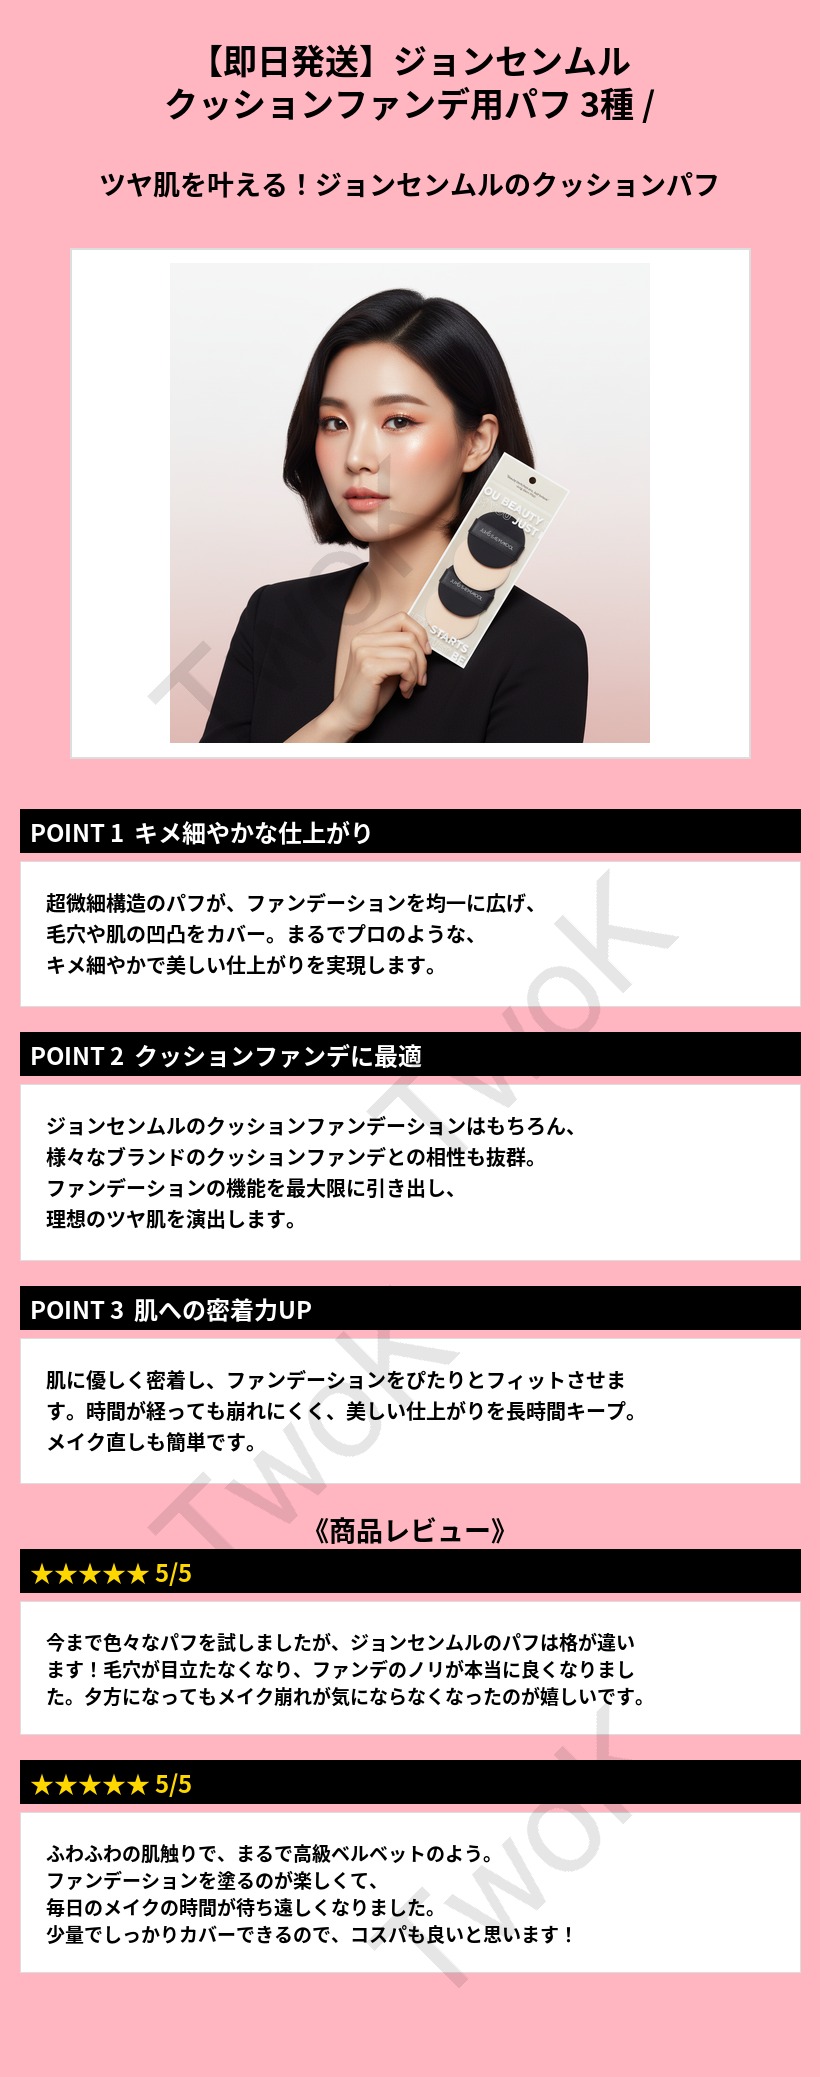 【即日発送】ジョンセンムル
クッションファンデ用パフ 3種 /
ツヤ肌を叶える！ジョンセンムルのクッションパフ
OU BEAUTY
JUST
STARTS
TwoK
POINT 1 キメ細やかな仕上がり
超微細構造のパフが、ファンデーションを均一に広げ、
毛穴や肌の凹凸をカバー。まるでプロのような、
キメ細やかで美しい仕上がりを実現します。
TwoK
POINT 2 クッションファンデに最適
ジョンセンムルのクッションファンデーションはもちろん、
様々なブランドのクッションファンデとの相性も抜群。
ファンデーションの機能を最大限に引き出し、
理想のツヤ肌を演出します。
POINT 3 肌への密着力UP
肌に優しく密着し、ファンデーションをぴたりとフィットさせま
す。時間が経っても崩れにくく、美しい仕上がりを長時間キープ。
メイク直しも簡単です。
TwoK
《商品レビュー》
★★★★★ 5/5
今まで色々なパフを試しましたが、ジョンセンムルのパフは格が違い
ます！毛穴が目立たなくなり、ファンデのノリが本当に良くなりまし
た。夕方になってもメイク崩れが気にならなくなったのが嬉しいです。
★★★★★ 5/5
ふわふわの肌触りで、まるで高級ベルベットのよう。
ファンデーションを塗るのが楽しくて、
毎日のメイクの時間が待ち遠しくなりました。
少量でしっかりカバーできるので、コスパも良いと思います！
TwoK